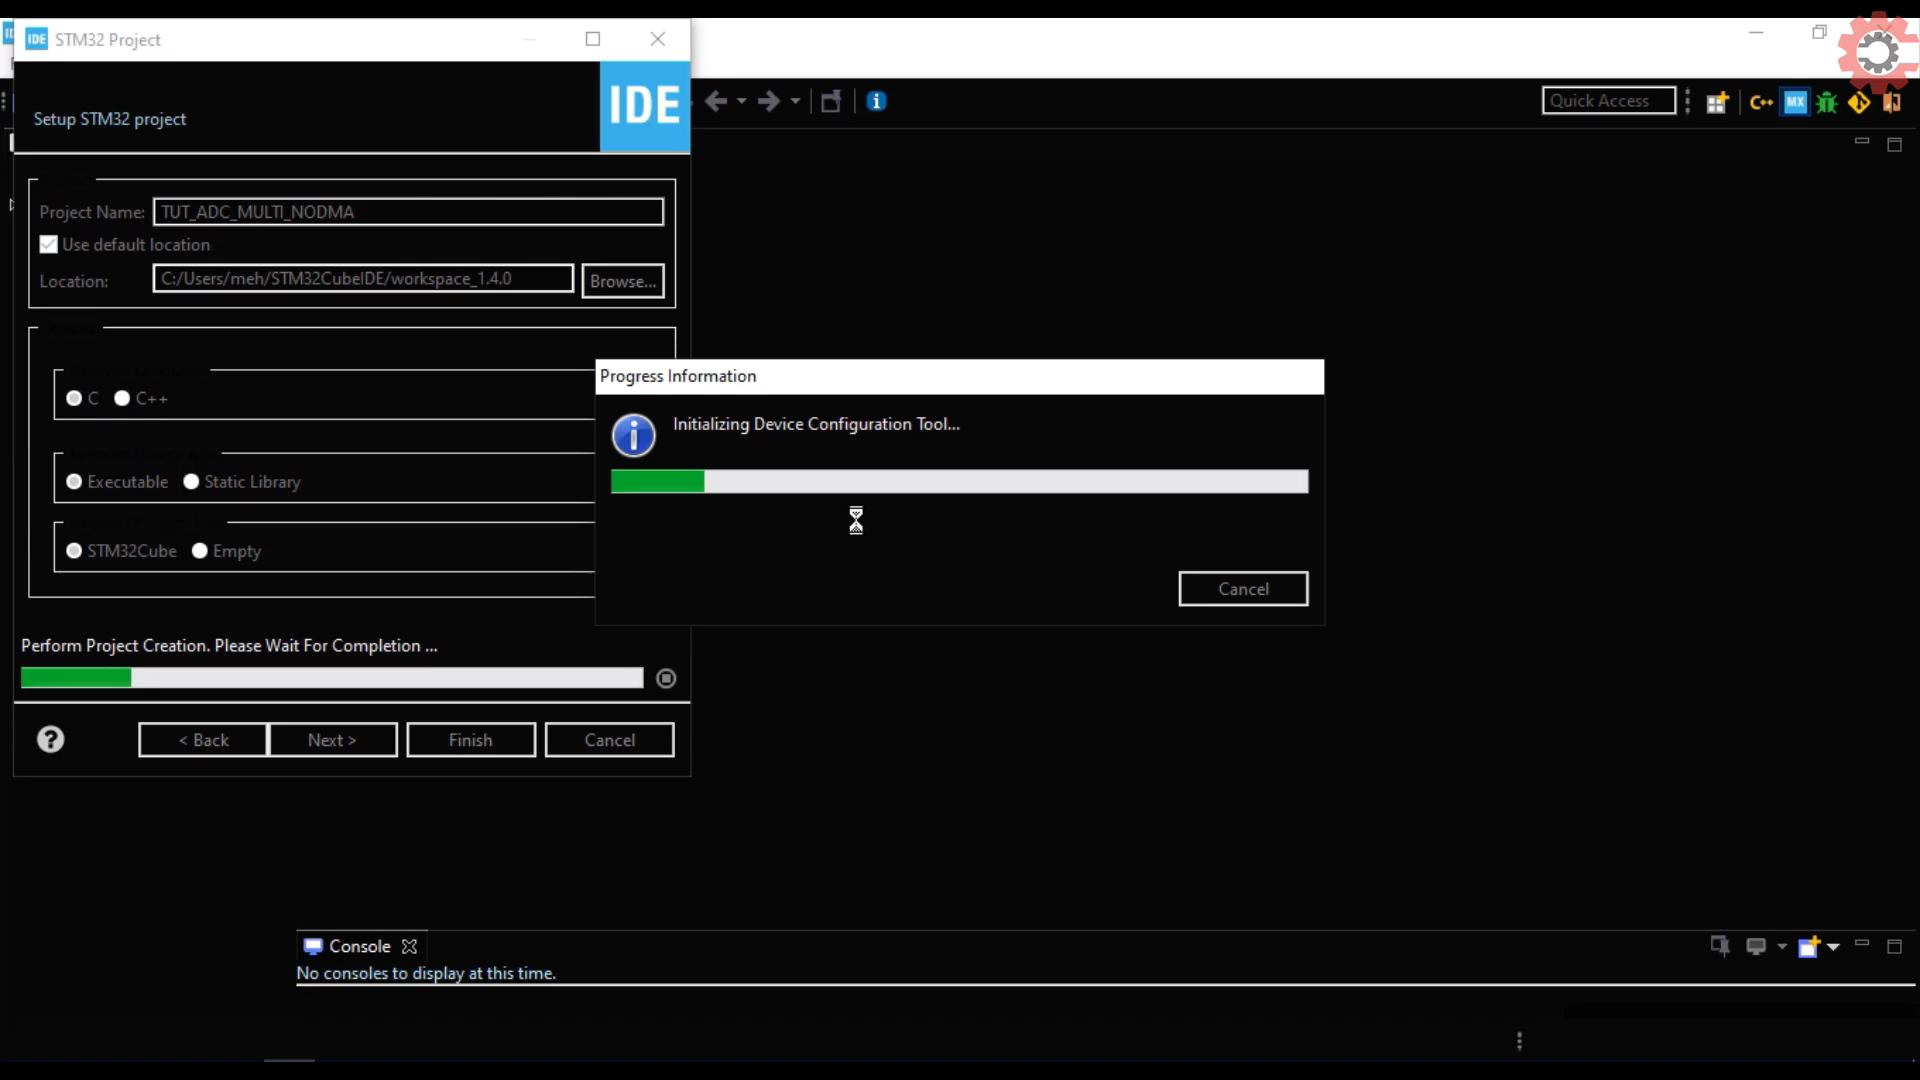 IDE STM32 Project
Setup STM32 project
IDE
Quick Access
C++
MX
Project Name: TUT_ADC_MULTI_NODMA
Use default location
Location: C:/Users/meh/STM32CubeIDE/workspace_1.4.0 Browse...
C C++
Executable Static Library
STM32Cube Empty
Progress Information
Initializing Device Configuration Tool...
Cancel
Perform Project Creation. Please Wait For Completion ...
< Back Next > Finish Cancel
Console
No consoles to display at this time.